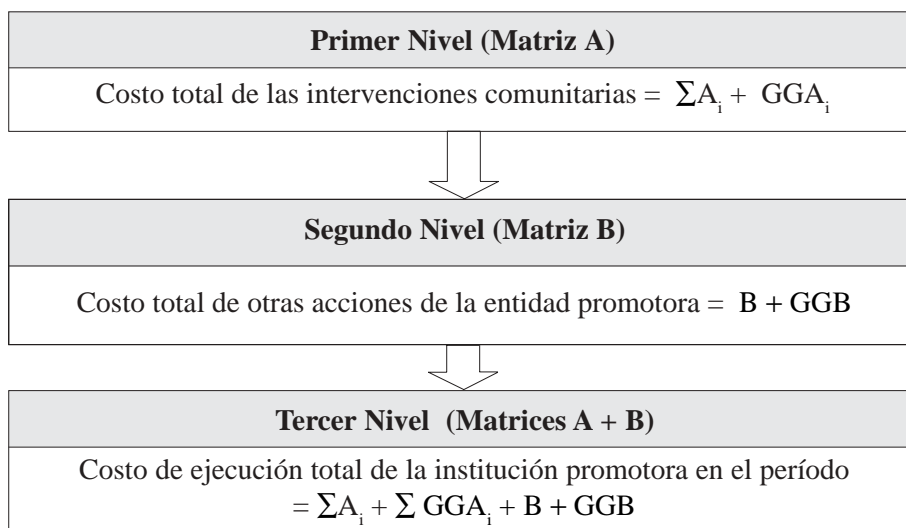 Primer Nivel (Matriz A)
Costo total de las intervenciones comunitarias = ∑Aᵢ + GGAᵢ
Segundo Nivel (Matriz B)
Costo total de otras acciones de la entidad promotora = B + GGB
Tercer Nivel (Matrices A + B)
Costo de ejecución total de la institución promotora en el período
= ∑Aᵢ + ∑ GGAᵢ + B + GGB